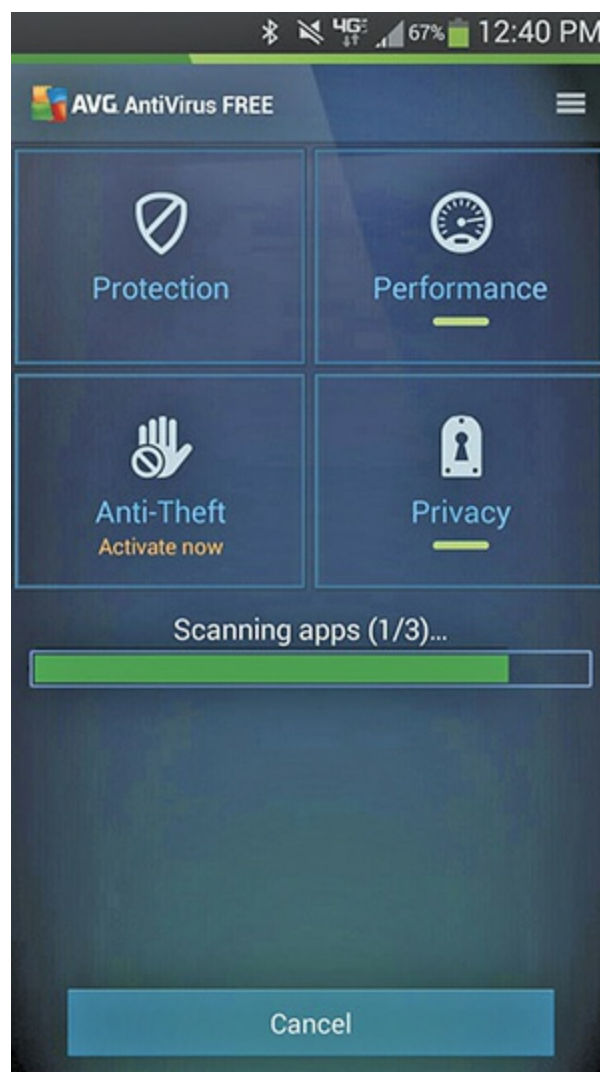 4G 67% 12:40 PM
AVG AntiVirus FREE
Protection
Performance
Anti-Theft
Activate now
Privacy
Scanning apps (1/3)...
Cancel